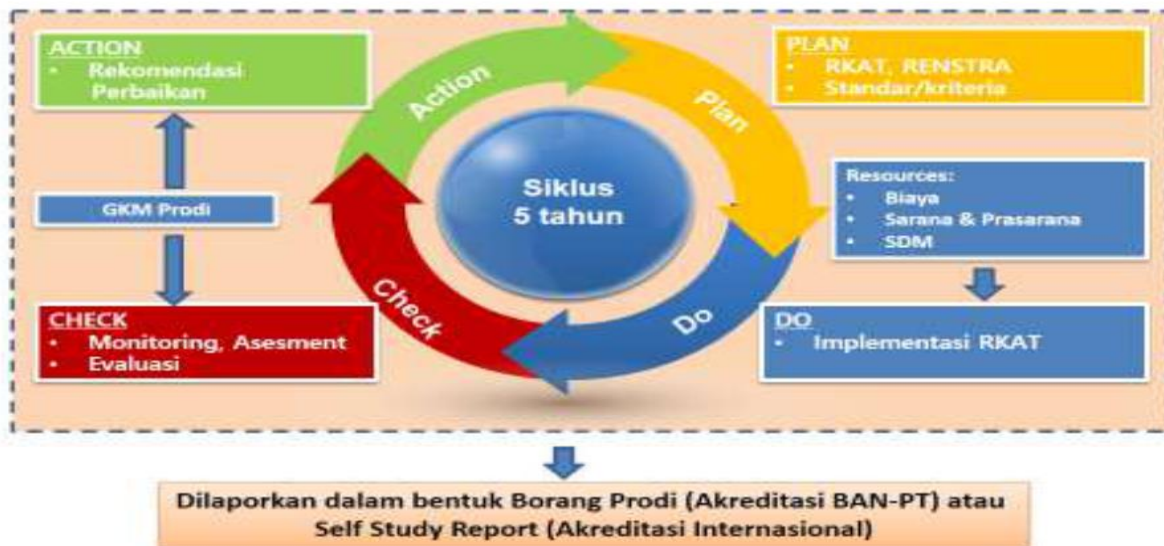 ACTION
• Rekomendasi
Perbaikan
GKM Prodi
CHECK
• Monitoring, Asesment
• Evaluasi
Action
Plan
Siklus
5 tahun
Check
Do
PLAN
• RKAT, RENSTRA
• Standar/kriteria
Resources:
• Biaya
• Sarana & Prasarana
• SDM
DO
• Implementasi RKAT
Dilaporkan dalam bentuk Borang Prodi (Akreditasi BAN-PT) atau
Self Study Report (Akreditasi Internasional)